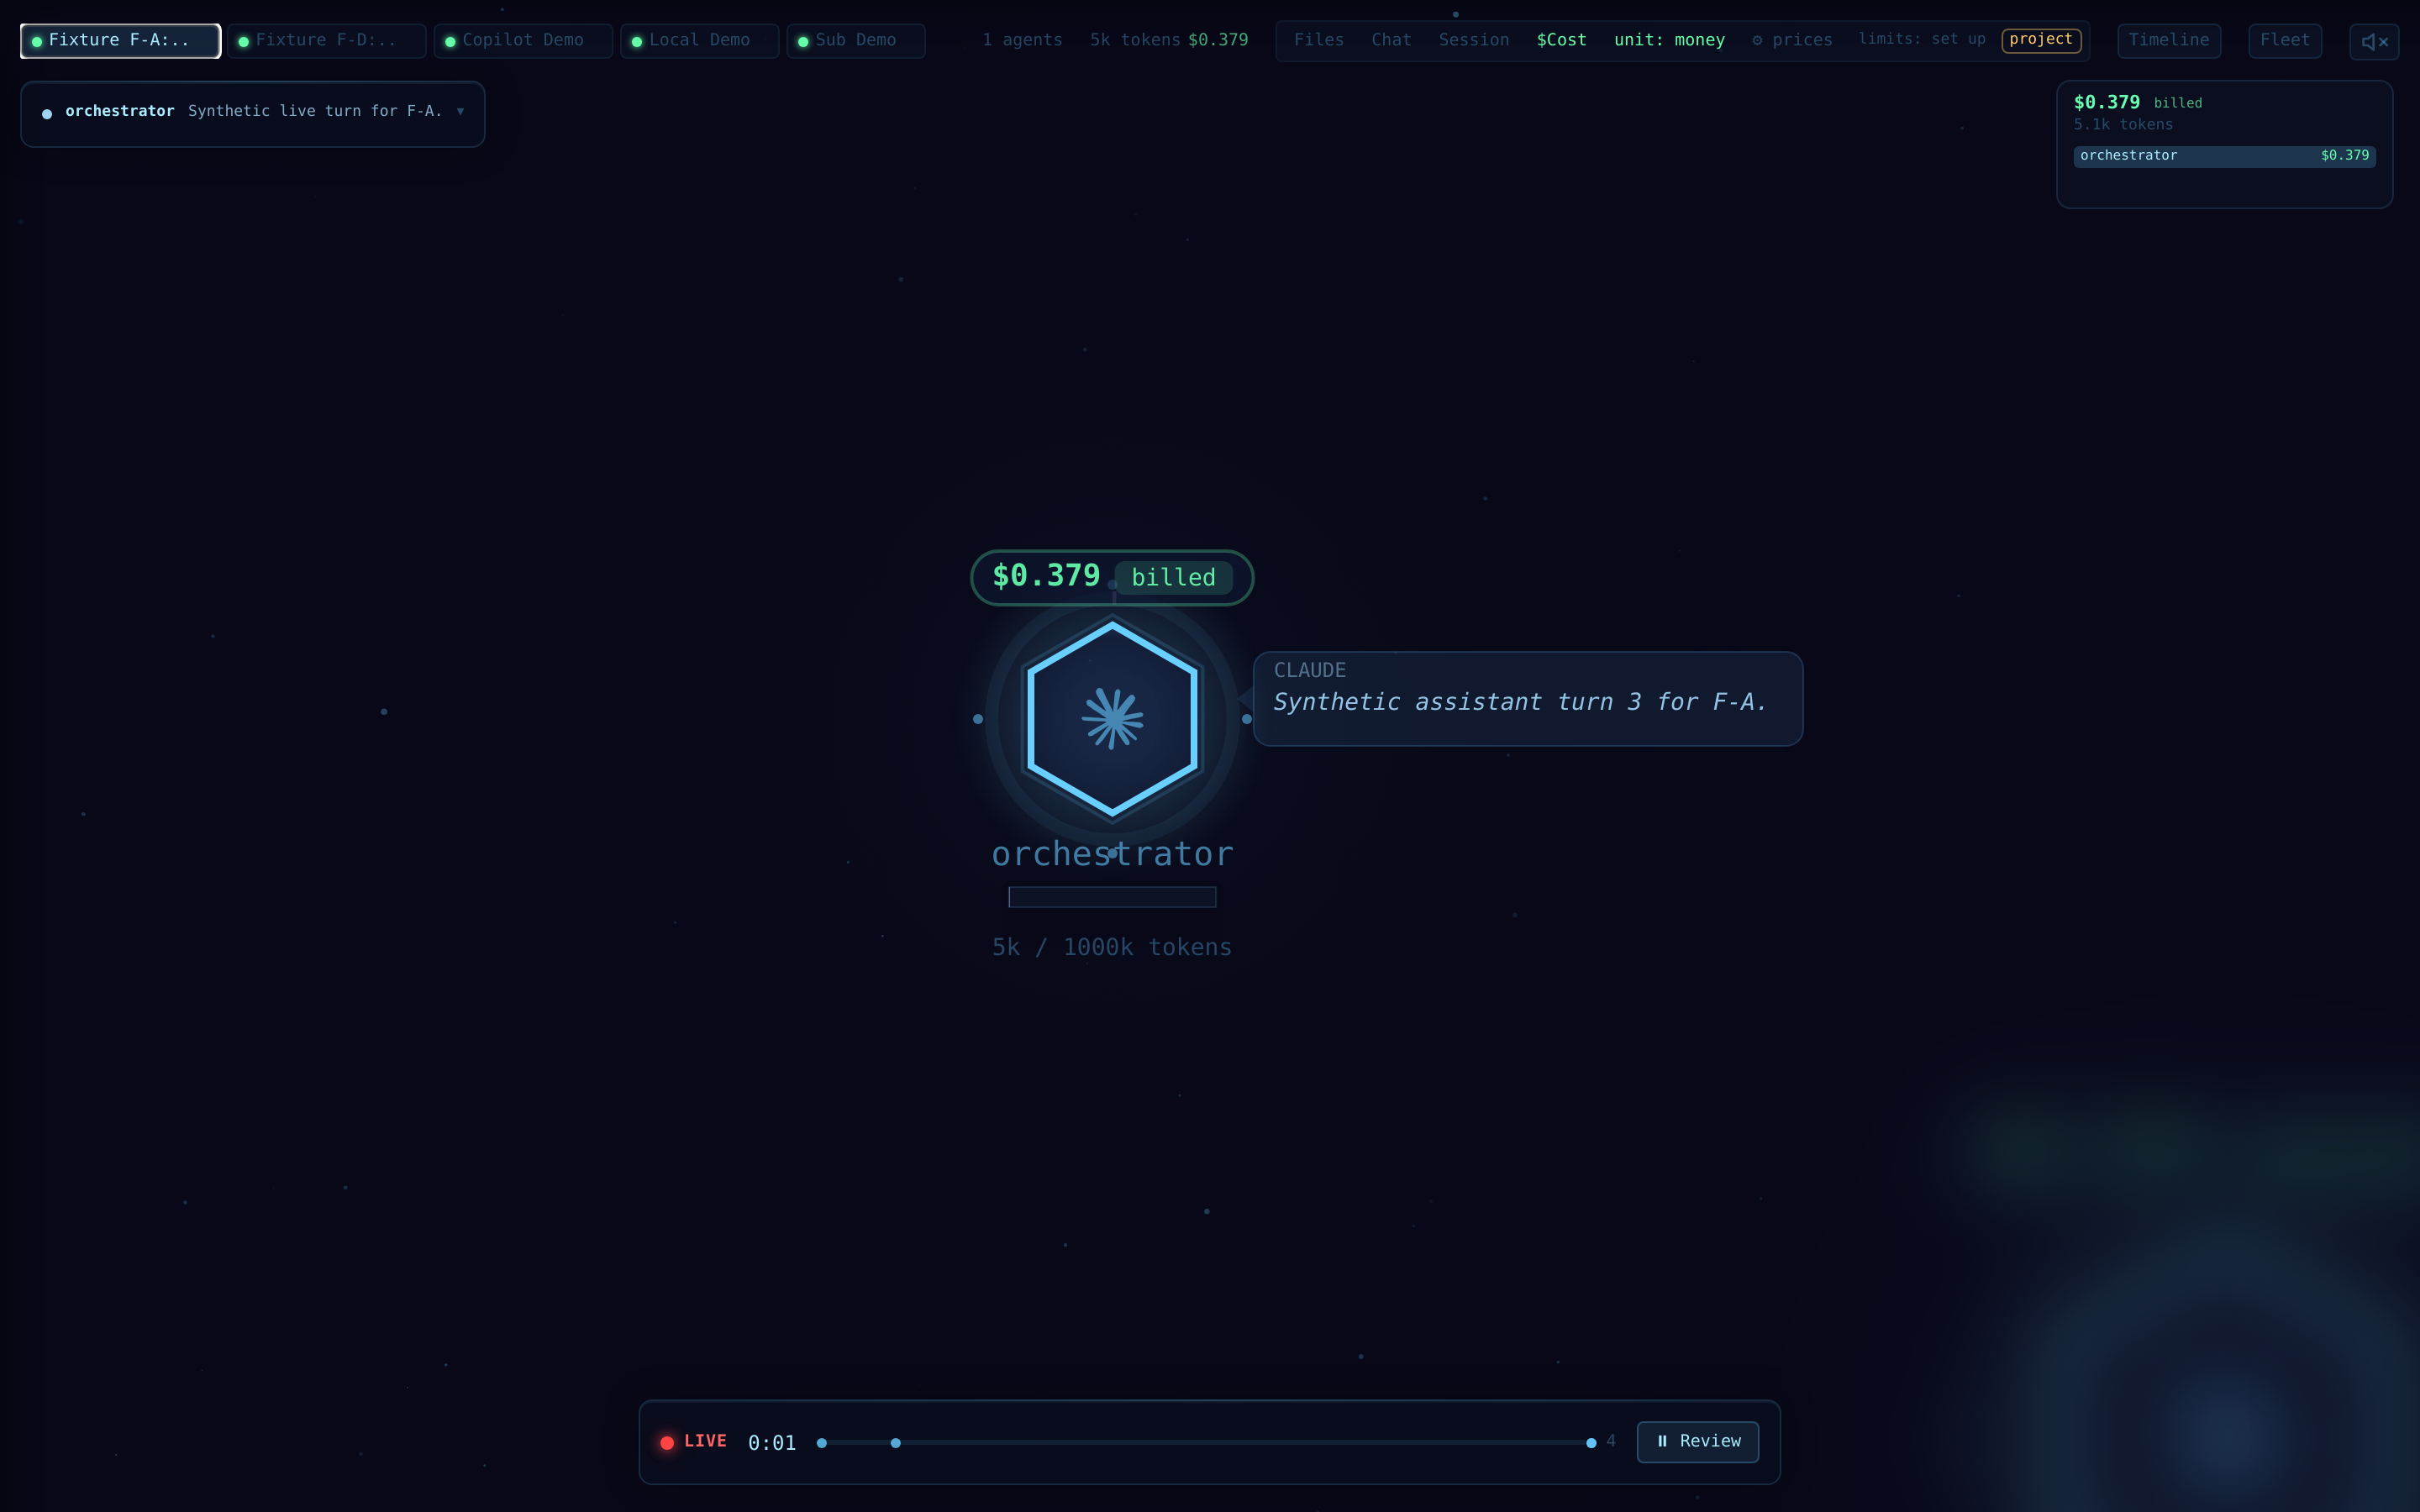 Fixture F-A:..
Fixture F-D:..
Copilot Demo
Local Demo
Sub Demo
1 agents
5k tokens $0.379
Files
Chat
Session
$Cost
unit: money
⚙ prices
limits: set up
project
Timeline
Fleet
orchestrator Synthetic live turn for F-A. ▼
$0.379 billed
5.1k tokens
orchestrator $0.379
$0.379 billed
CLAUDE
Synthetic assistant turn 3 for F-A.
orchestrator
5k / 1000k tokens
LIVE 0:01 4 Review